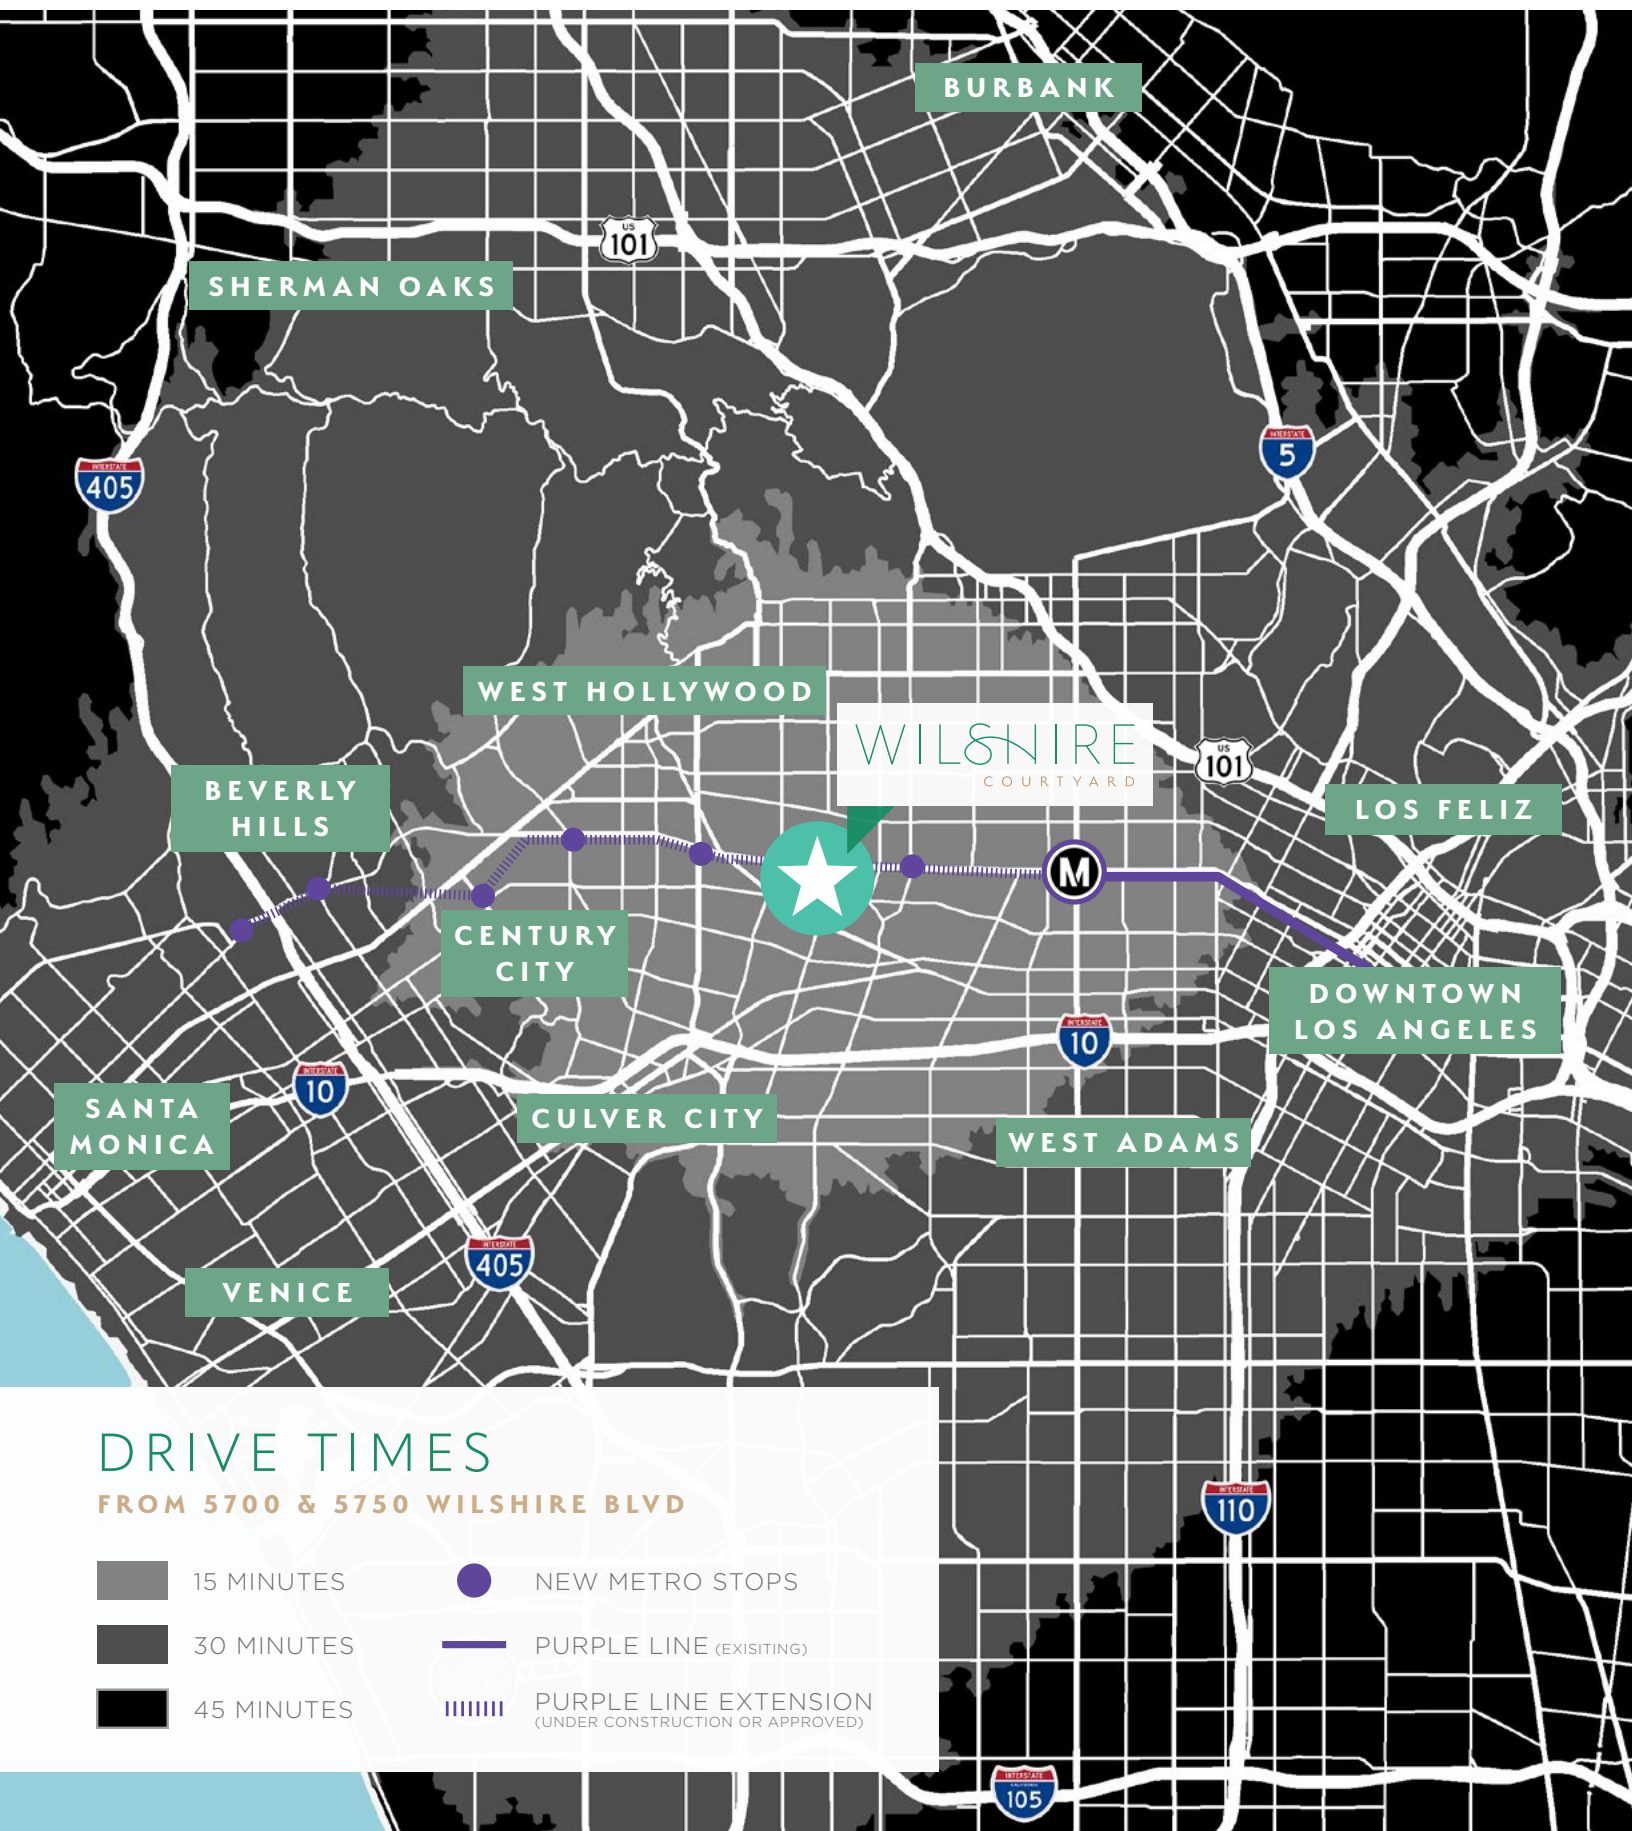 BURBANK
US
101
SHERMAN OAKS
INTERSTATE
5
INTERSTATE
405
WEST HOLLYWOOD
WILSHIRE
COURTYARD
US
101
BEVERLY
HILLS
LOS FELIZ
M
CENTURY
CITY
DOWNTOWN
LOS ANGELES
INTERSTATE
10
INTERSTATE
10
SANTA
MONICA
CULVER CITY
WEST ADAMS
INTERSTATE
405
VENICE
DRIVE TIMES
FROM 5700 & 5750 WILSHIRE BLVD
15 MINUTES
30 MINUTES
45 MINUTES
NEW METRO STOPS
PURPLE LINE (EXISITING)
PURPLE LINE EXTENSION
(UNDER CONSTRUCTION OR APPROVED)
INTERSTATE
110
INTERSTATE
CALIFORNIA
105